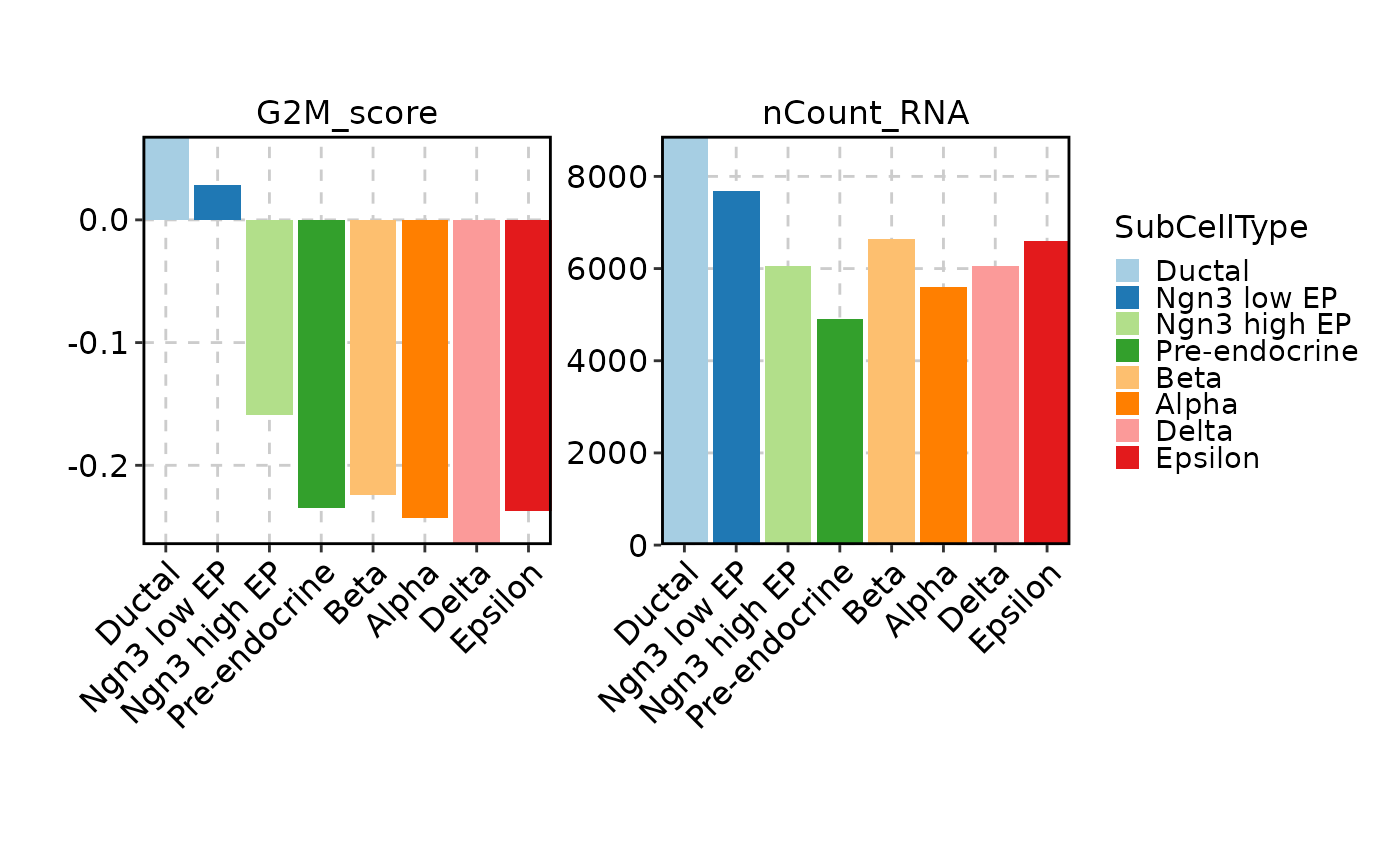 G2M_score
0.0
-0.1
-0.2
Ductal
Ngn3 low EP
Ngn3 high EP
Pre-endocrine
Beta
Alpha
Delta
Epsilon
nCount_RNA
8000
6000
4000
2000
0
Ductal
Ngn3 low EP
Ngn3 high EP
Pre-endocrine
Beta
Alpha
Delta
Epsilon
SubCellType
Ductal
Ngn3 low EP
Ngn3 high EP
Pre-endocrine
Beta
Alpha
Delta
Epsilon